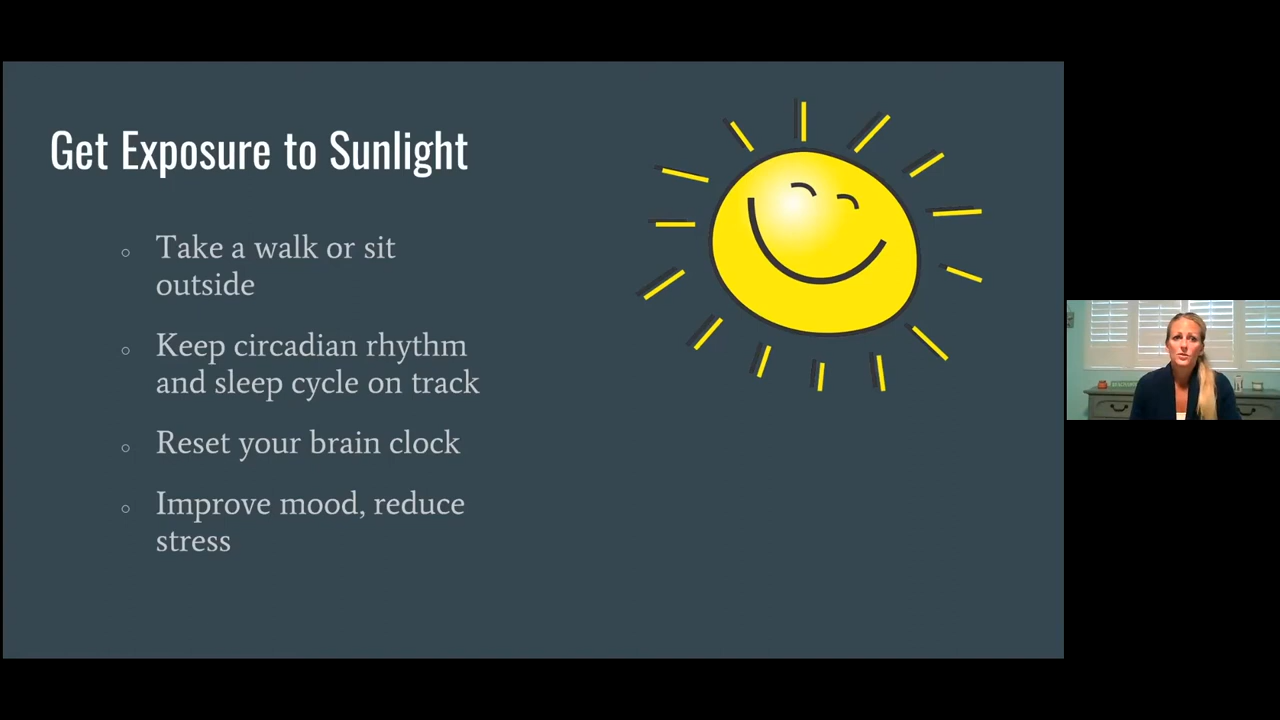 Get Exposure to Sunlight
Take a walk or sit
outside
Keep circadian rhythm
and sleep cycle on track
Reset your brain clock
Improve mood, reduce
stress